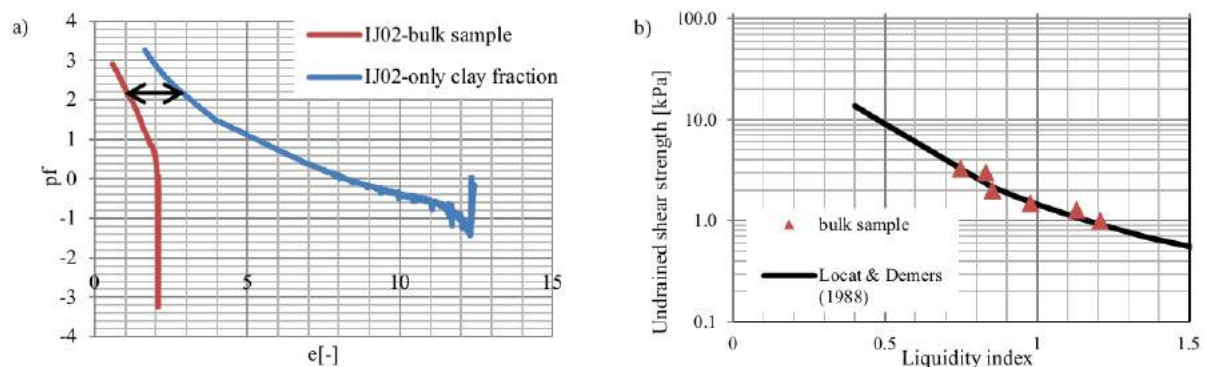 a)
4
3
2
1
0
-1
-2
-3
-4
pf
IJ02-bulk sample
IJ02-only clay fraction
0
5
10
15
e[-]
b)
100.0
10.0
1.0
0.1
Undrained shear strength [kPa]
bulk sample
Locat & Demers
(1988)
0
0.5
1
1.5
Liquidity index